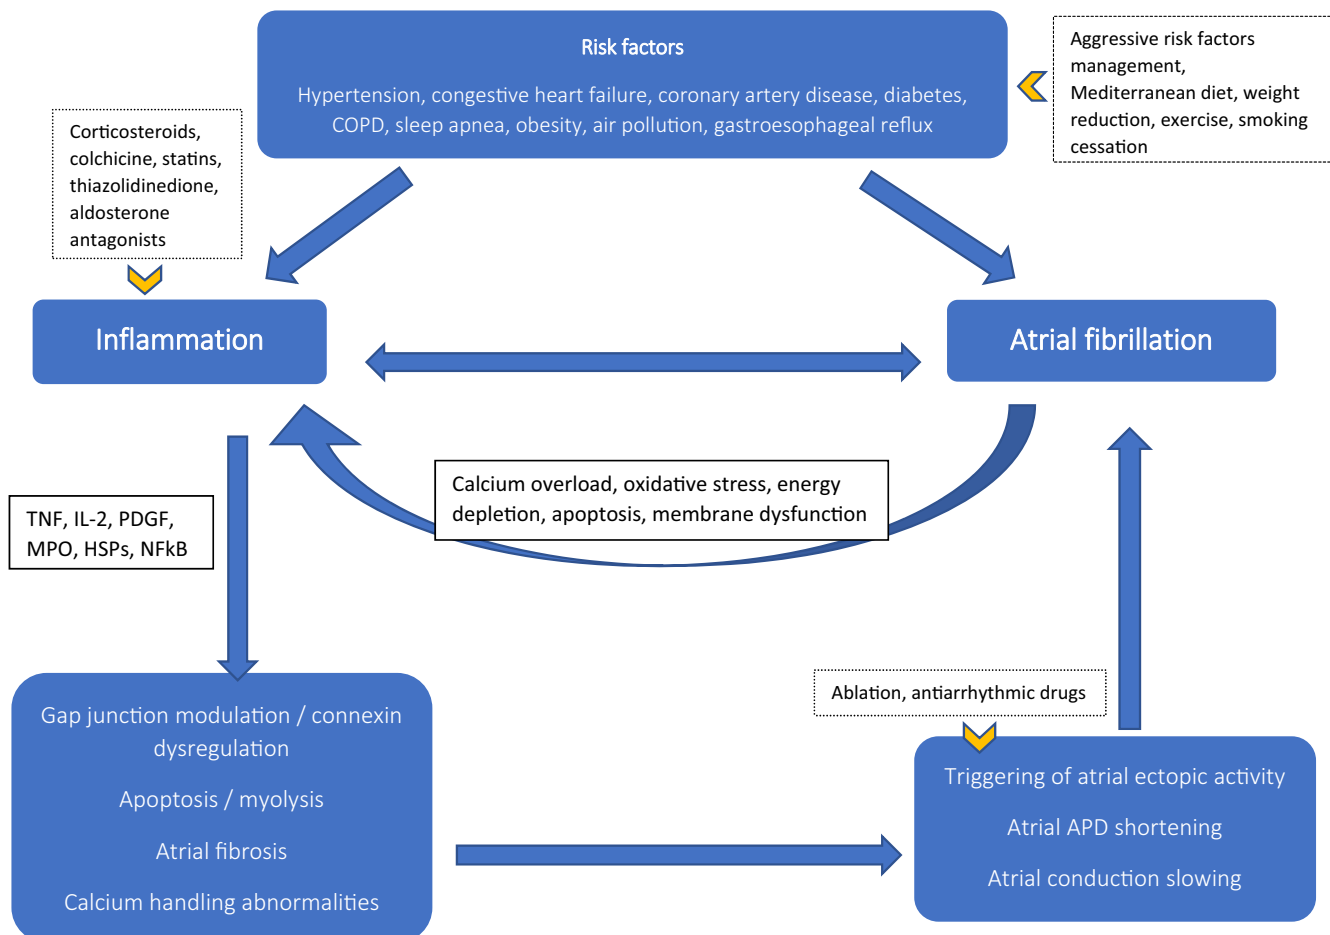 Risk factors
Hypertension, congestive heart failure, coronary artery disease, diabetes,
COPD, sleep apnea, obesity, air pollution, gastroesophageal reflux
Aggressive risk factors
management,
Mediterranean diet, weight
reduction, exercise, smoking
cessation
Corticosteroids,
colchicine, statins,
thiazolidinedione,
aldosterone
antagonists
Inflammation
Atrial fibrillation
Calcium overload, oxidative stress, energy
depletion, apoptosis, membrane dysfunction
TNF, IL-2, PDGF,
MPO, HSPs, NFkB
Gap junction modulation / connexin
dysregulation
Apoptosis / myolysis
Atrial fibrosis
Calcium handling abnormalities
Ablation, antiarrhythmic drugs
Triggering of atrial ectopic activity
Atrial APD shortening
Atrial conduction slowing